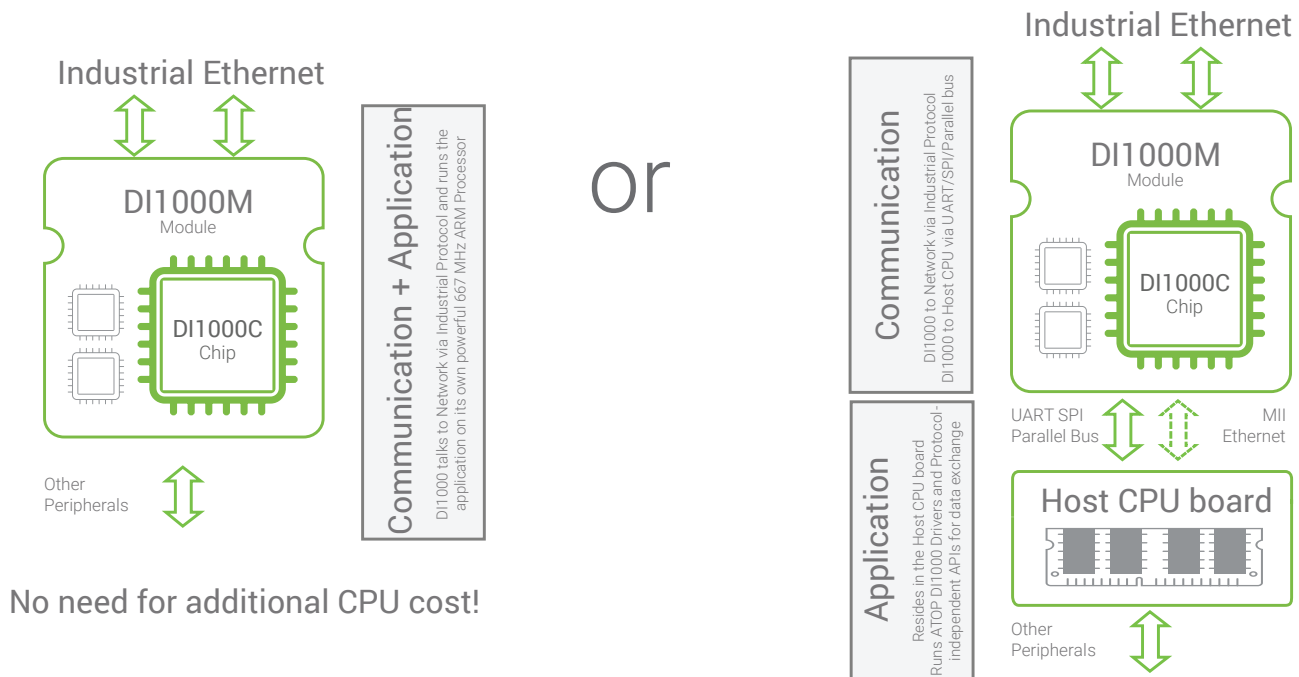 Industrial Ethernet
DI1000M
Module
DI1000C
Chip
Other
Peripherals
Communication + Application
DI1000 talks to Network via Industrial Protocol and runs the
application on its own powerful 667 MHz ARM Processor
No need for additional CPU cost!
or
Communication
DI1000 to Network via Industrial Protocol
DI1000 to Host CPU via UART/SPI/Parallel bus
Application
Resides in the Host CPU board
Runs ATOP DI1000 Drivers and Protocol-
independent APIs for data exchange
Industrial Ethernet
DI1000M
Module
DI1000C
Chip
UART SPI
Parallel Bus
MII
Ethernet
Host CPU board
Other
Peripherals